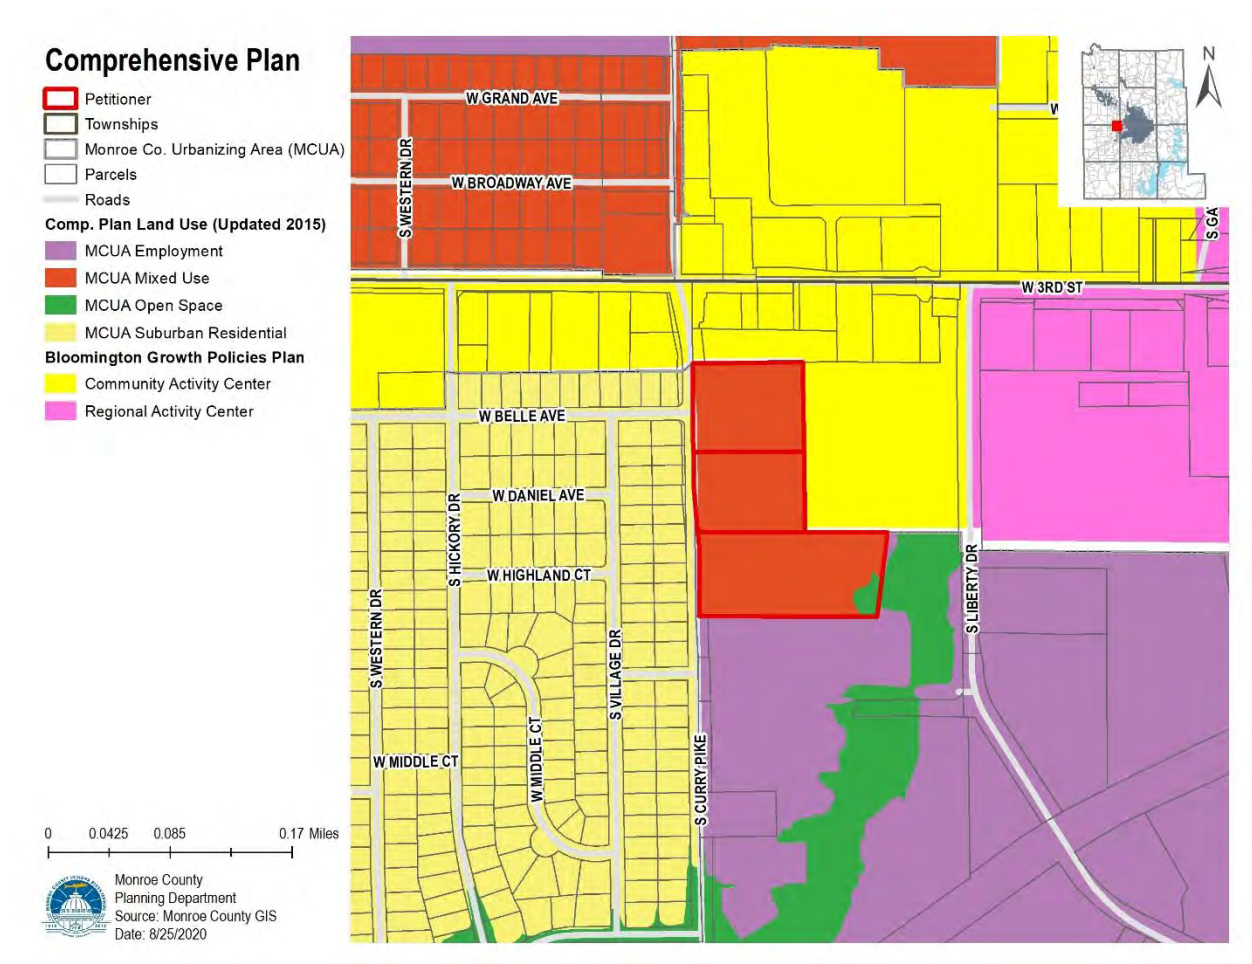 Comprehensive Plan
Petitioner
Townships
Monroe Co. Urbanizing Area (MCUA)
Parcels
Roads
Comp. Plan Land Use (Updated 2015)
MCUA Employment
MCUA Mixed Use
MCUA Open Space
MCUA Suburban Residential
Bloomington Growth Policies Plan
Community Activity Center
Regional Activity Center
N
W GRAND AVE
W
S WESTERN DR
W BROADWAY AVE
S GA
W 3RD ST
W BELLE AVE
W DANIEL AVE
S HICKORY DR
W HIGHLAND CT
S LIBERTY DR
S WESTERN DR
S VILLAGE DR
W MIDDLE CT
W MIDDLE CT
S CURRY PIKE
0 0.0425 0.085 0.17 Miles
Monroe County
Planning Department
Source: Monroe County GIS
Date: 8/25/2020